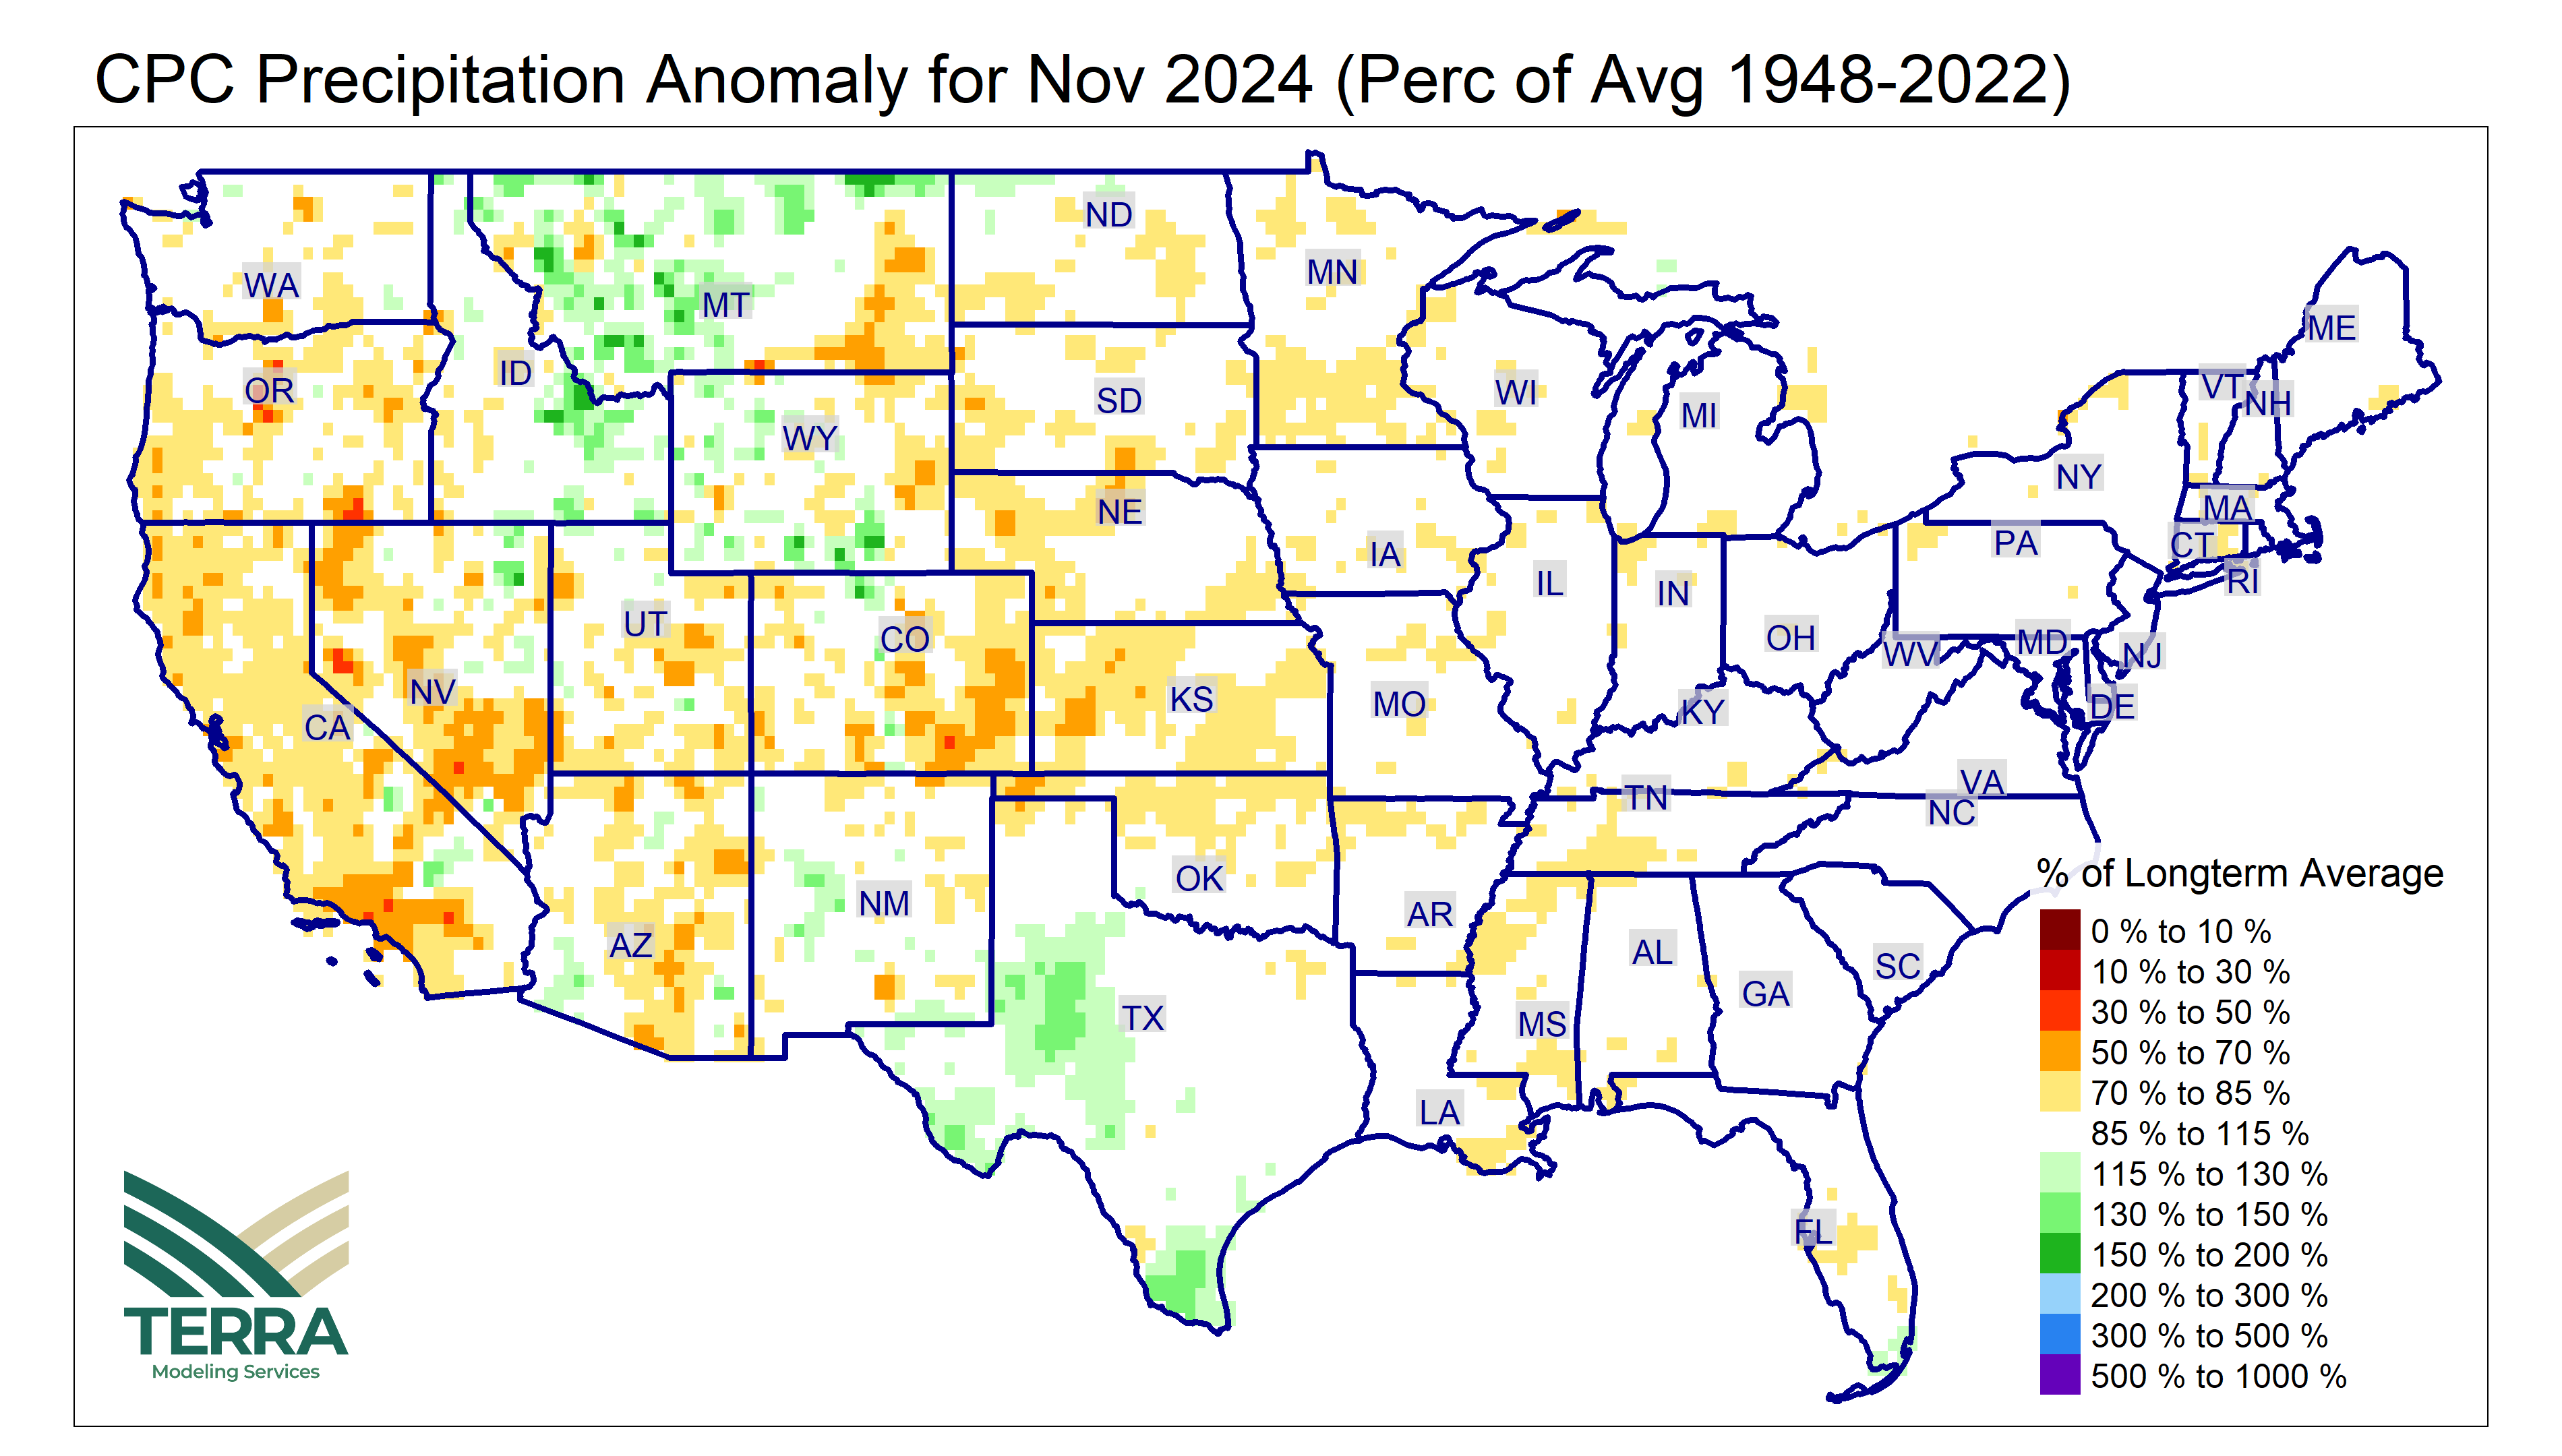 CPC Precipitation Anomaly for Nov 2024 (Perc of Avg 1948-2022)
WA
MT
ND
MN
ME
OR
ID
SD
WI
MI
VT
NH
WY
NY
NE
MA
IA
PA
CT
IL
IN
RI
UT
CO
OH
WV
MD
NJ
NV
KS
CA
MO
KY
DE
VA
TN
NC
OK
NM
AR
AZ
AL
SC
GA
TX
MS
LA
FL
% of Longterm Average
0 % to 10 %
10 % to 30 %
30 % to 50 %
50 % to 70 %
70 % to 85 %
85 % to 115 %
115 % to 130 %
130 % to 150 %
150 % to 200 %
200 % to 300 %
300 % to 500 %
500 % to 1000 %
TERRA
Modeling Services